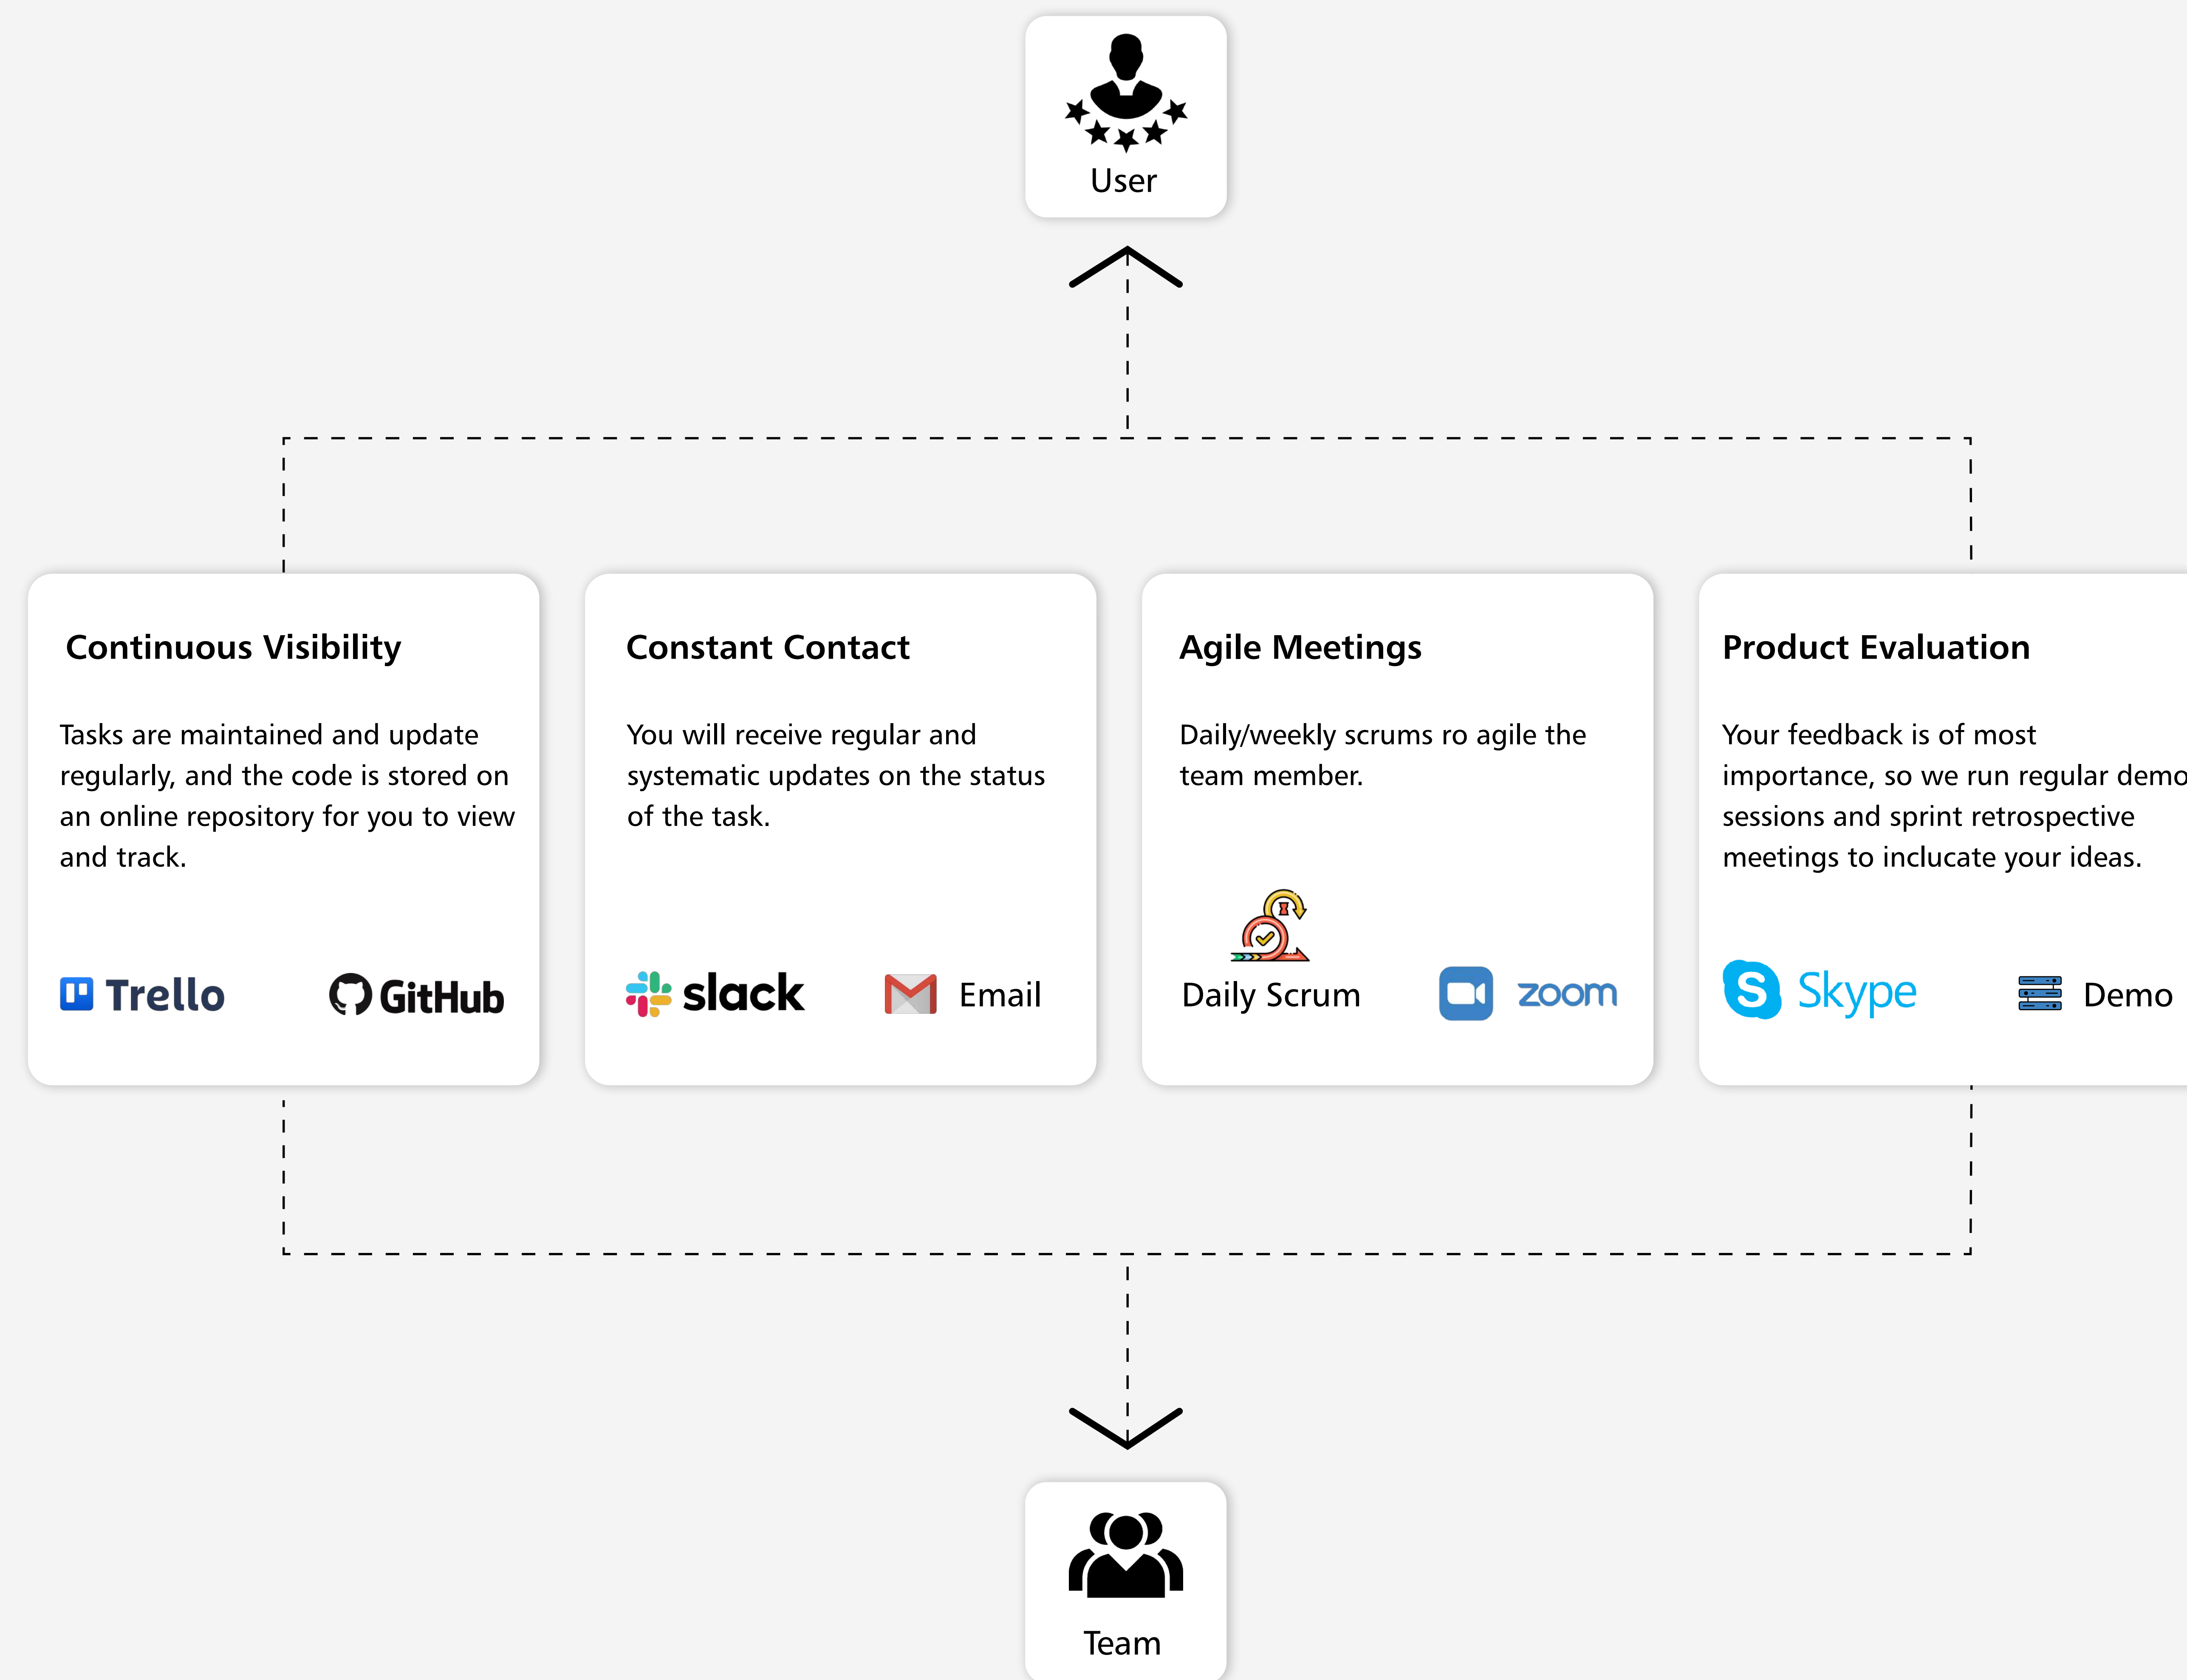 User
Continuous Visibility
Tasks are maintained and update
regularly, and the code is stored on
an online repository for you to view
and track.
Trello
GitHub
Constant Contact
You will receive regular and
systematic updates on the status
of the task.
slack
Email
Agile Meetings
Daily/weekly scrums ro agile the
team member.
Daily Scrum
zoom
Product Evaluation
Your feedback is of most
importance, so we run regular demo
sessions and sprint retrospective
meetings to inclucate your ideas.
Skype
Demo
Team